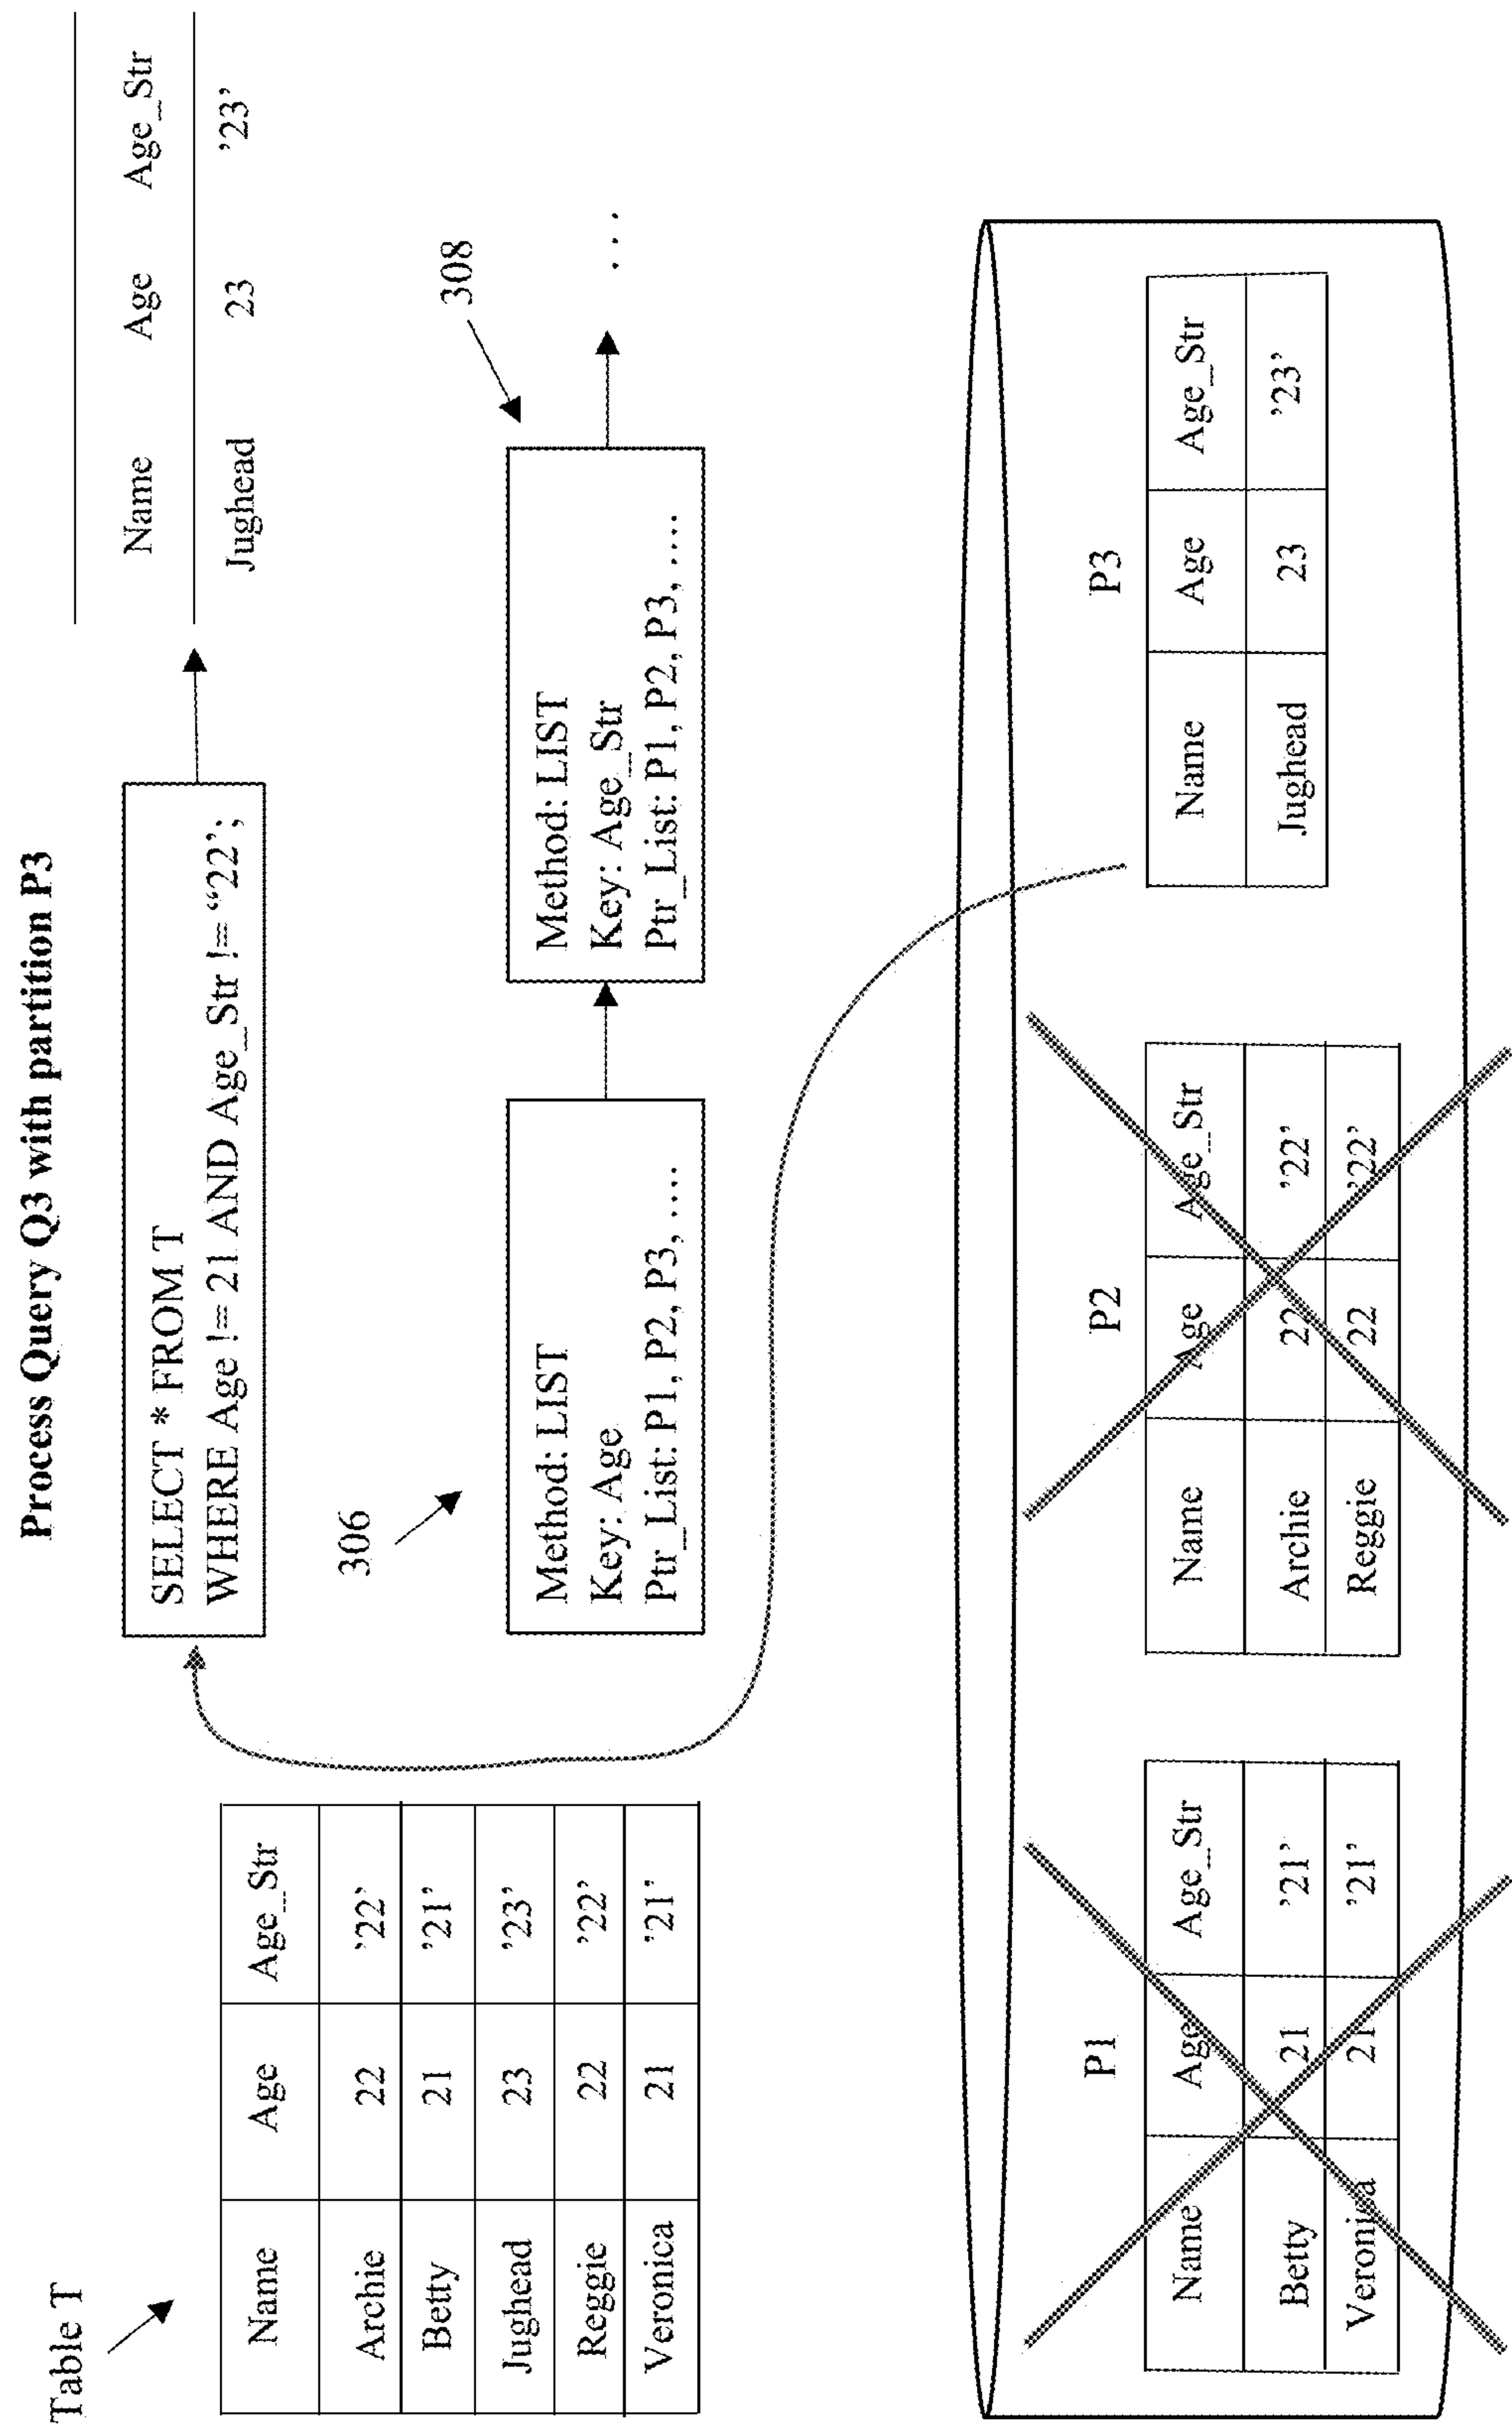 Process Query Q3 with partition P3
Table T
Name Age Age_Str
Archie 22 ’22’
Betty 21 ’21’
Jughead 23 ’23’
Reggie 22 ’22’
Veronica 21 ’21’
SELECT * FROM T
WHERE Age != 21 AND Age_Str != “22’;
Name Age Age_Str
Jughead 23 ’23’
306
Method: LIST
Key: Age
Ptr_List: P1, P2, P3, ....
308
Method: LIST
Key: Age_Str
Ptr_List: P1, P2, P3, ....
...
P1
Name Age Age_Str
Betty 21 ’21’
Veronica 21 ’21’
P2
Name Age Age_Str
Archie 22 ’22’
Reggie 22 ’22’
P3
Name Age Age_Str
Jughead 23 ’23’